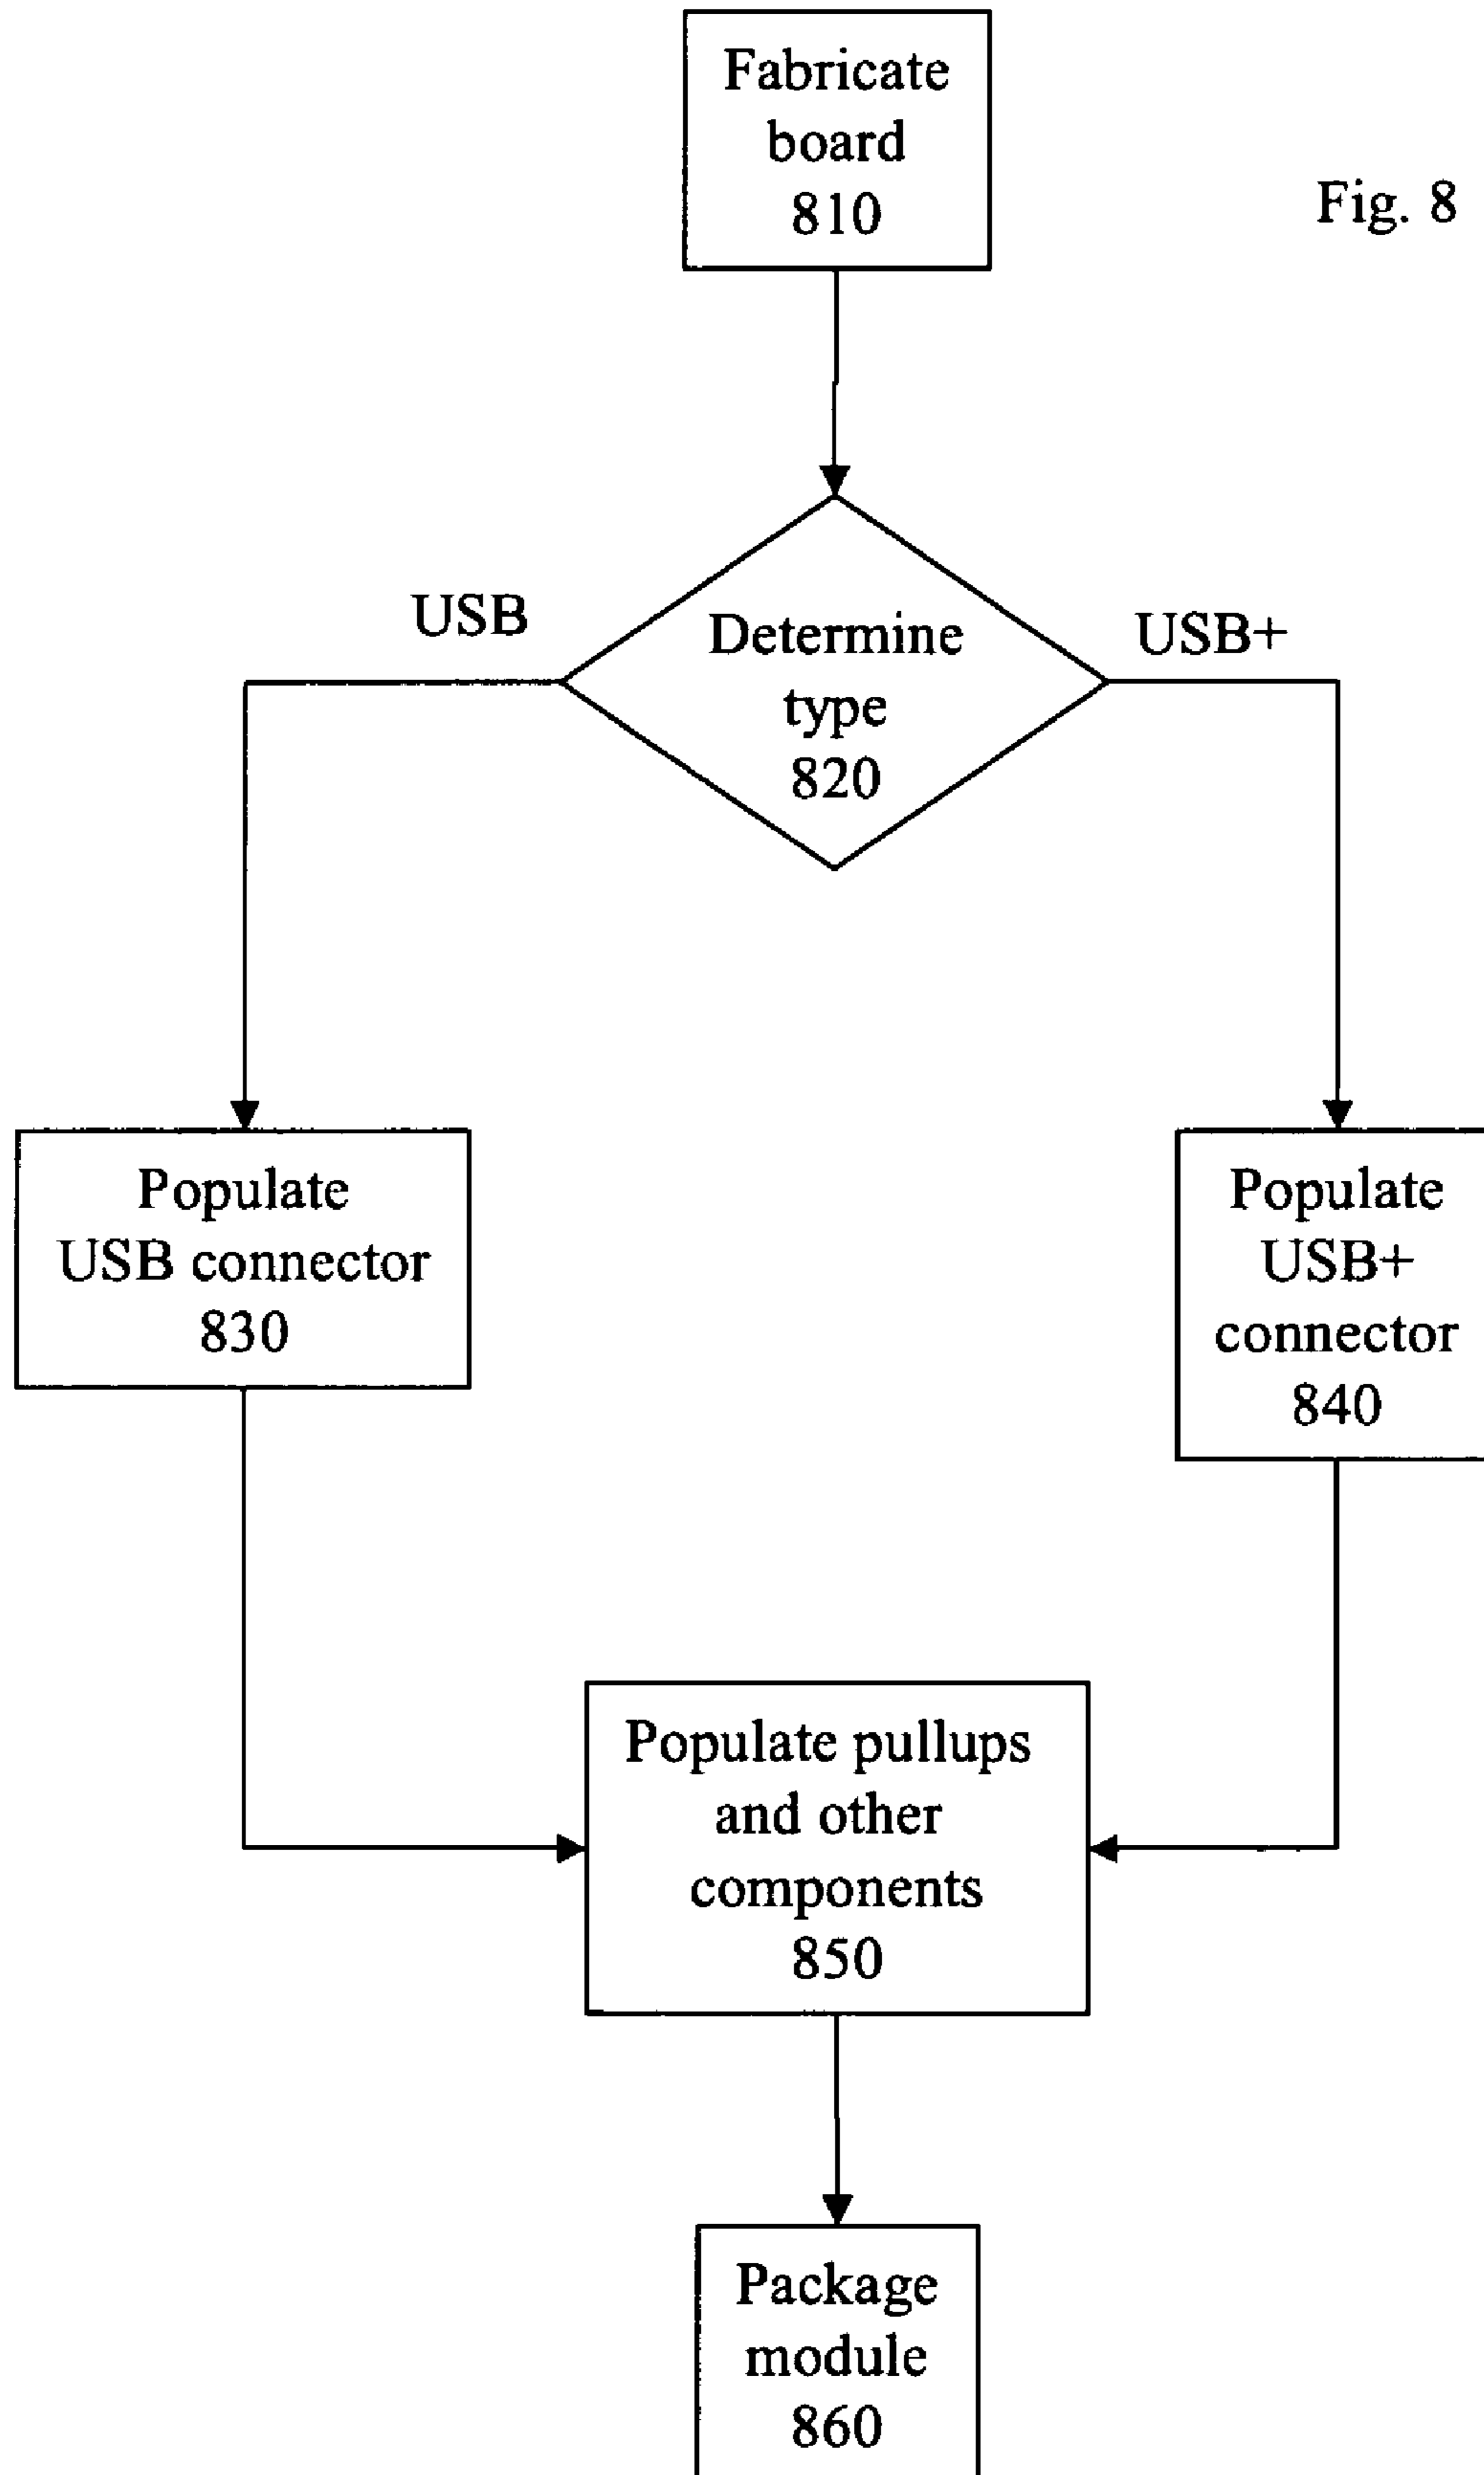 Fabricate
board
810
Fig. 8
USB
Determine
type
820
USB+
Populate
USB connector
830
Populate
USB+
connector
840
Populate pullups
and other
components
850
Package
module
860